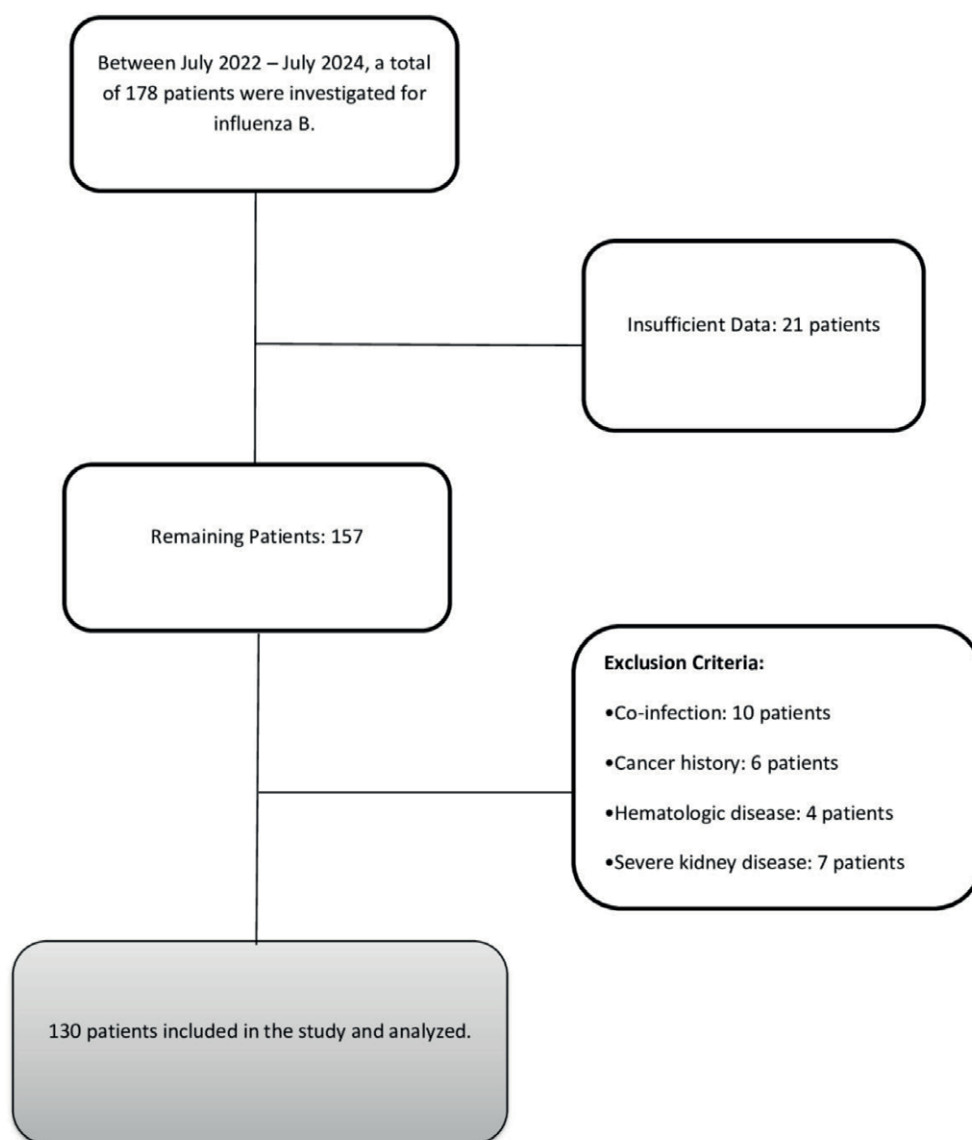 Between July 2022 – July 2024, a total
of 178 patients were investigated for
influenza B.
Insufficient Data: 21 patients
Remaining Patients: 157
Exclusion Criteria:
•Co-infection: 10 patients
•Cancer history: 6 patients
•Hematologic disease: 4 patients
•Severe kidney disease: 7 patients
130 patients included in the study and analyzed.